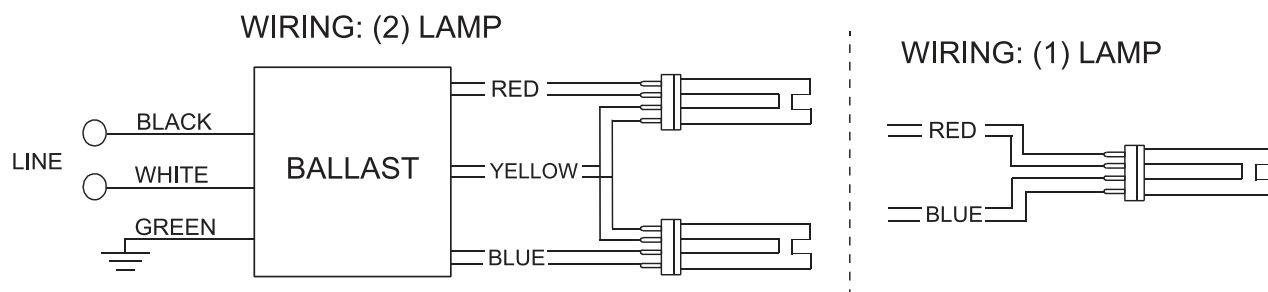 WIRING: (2) LAMP
LINE
BLACK
WHITE
GREEN
BALLAST
RED
YELLOW
BLUE
WIRING: (1) LAMP
RED
BLUE